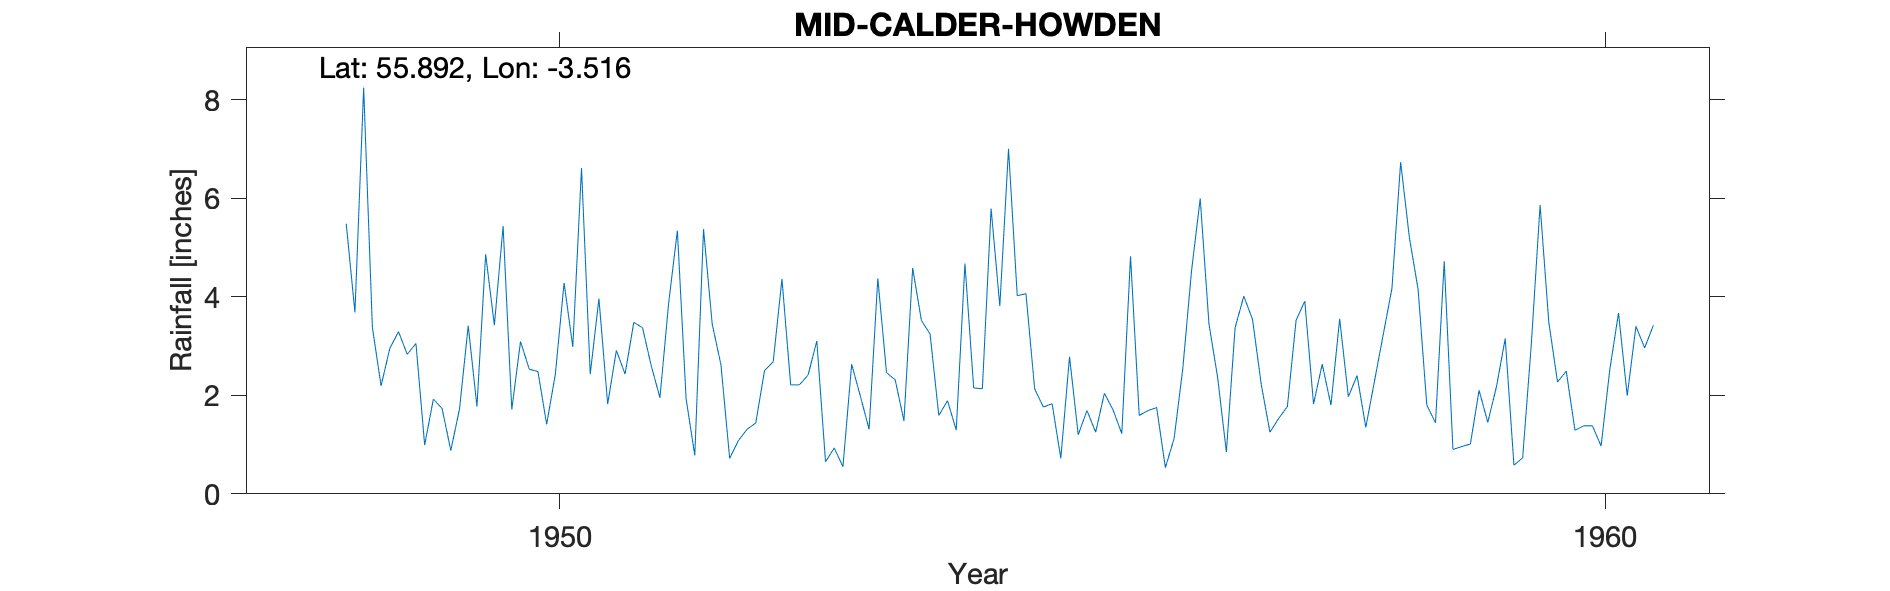 MID-CALDER-HOWDEN
Lat: 55.892, Lon: -3.516
8
6
4
2
0
Rainfall [inches]
1950
1960
Year